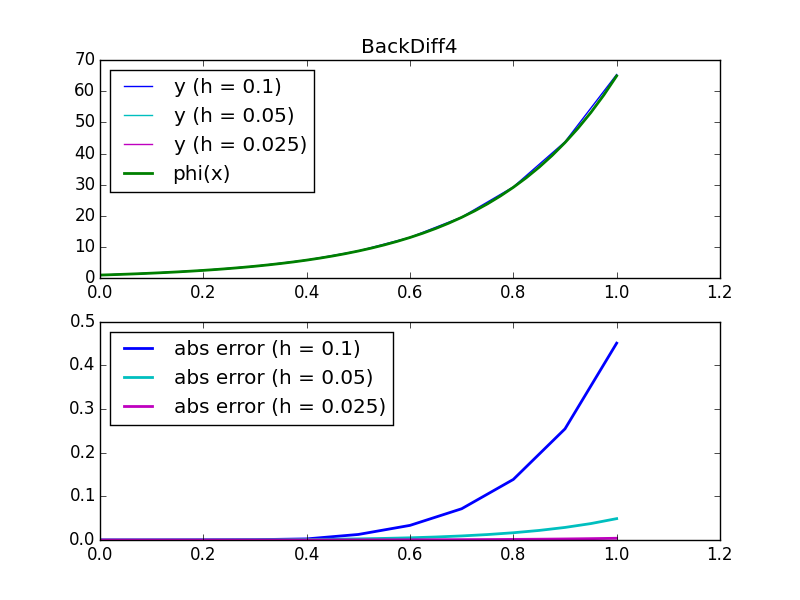 BackDiff4
70
60
50
40
30
20
10
0
y (h = 0.1)
y (h = 0.05)
y (h = 0.025)
phi(x)
0.0 0.2 0.4 0.6 0.8 1.0 1.2
0.5
0.4
0.3
0.2
0.1
0.0
abs error (h = 0.1)
abs error (h = 0.05)
abs error (h = 0.025)
0.0 0.2 0.4 0.6 0.8 1.0 1.2